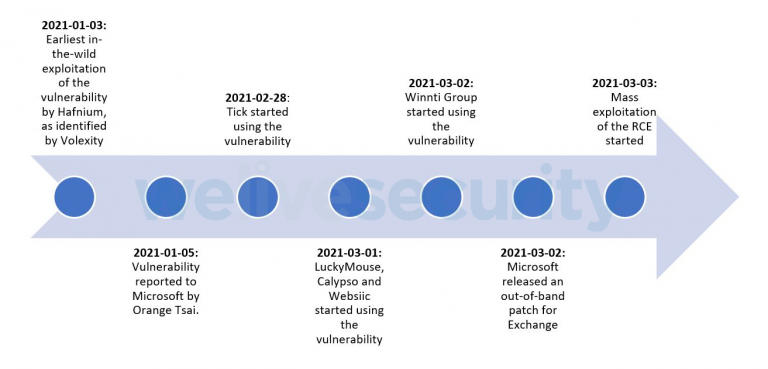 2021-01-03:
Earliest in-
the-wild
exploitation
of the
vulnerability
by Hafnium,
as identified
by Volexity
2021-01-05:
Vulnerability
reported to
Microsoft by
Orange Tsai.
2021-02-28:
Tick started
using the
vulnerability
2021-03-01:
LuckyMouse,
Calypso and
Websiic
started using
the
vulnerability
2021-03-02:
Winnti Group
started using
the
vulnerability
2021-03-02:
Microsoft
released an
out-of-band
patch for
Exchange
2021-03-03:
Mass
exploitation
of the RCE
started
welivesecurity